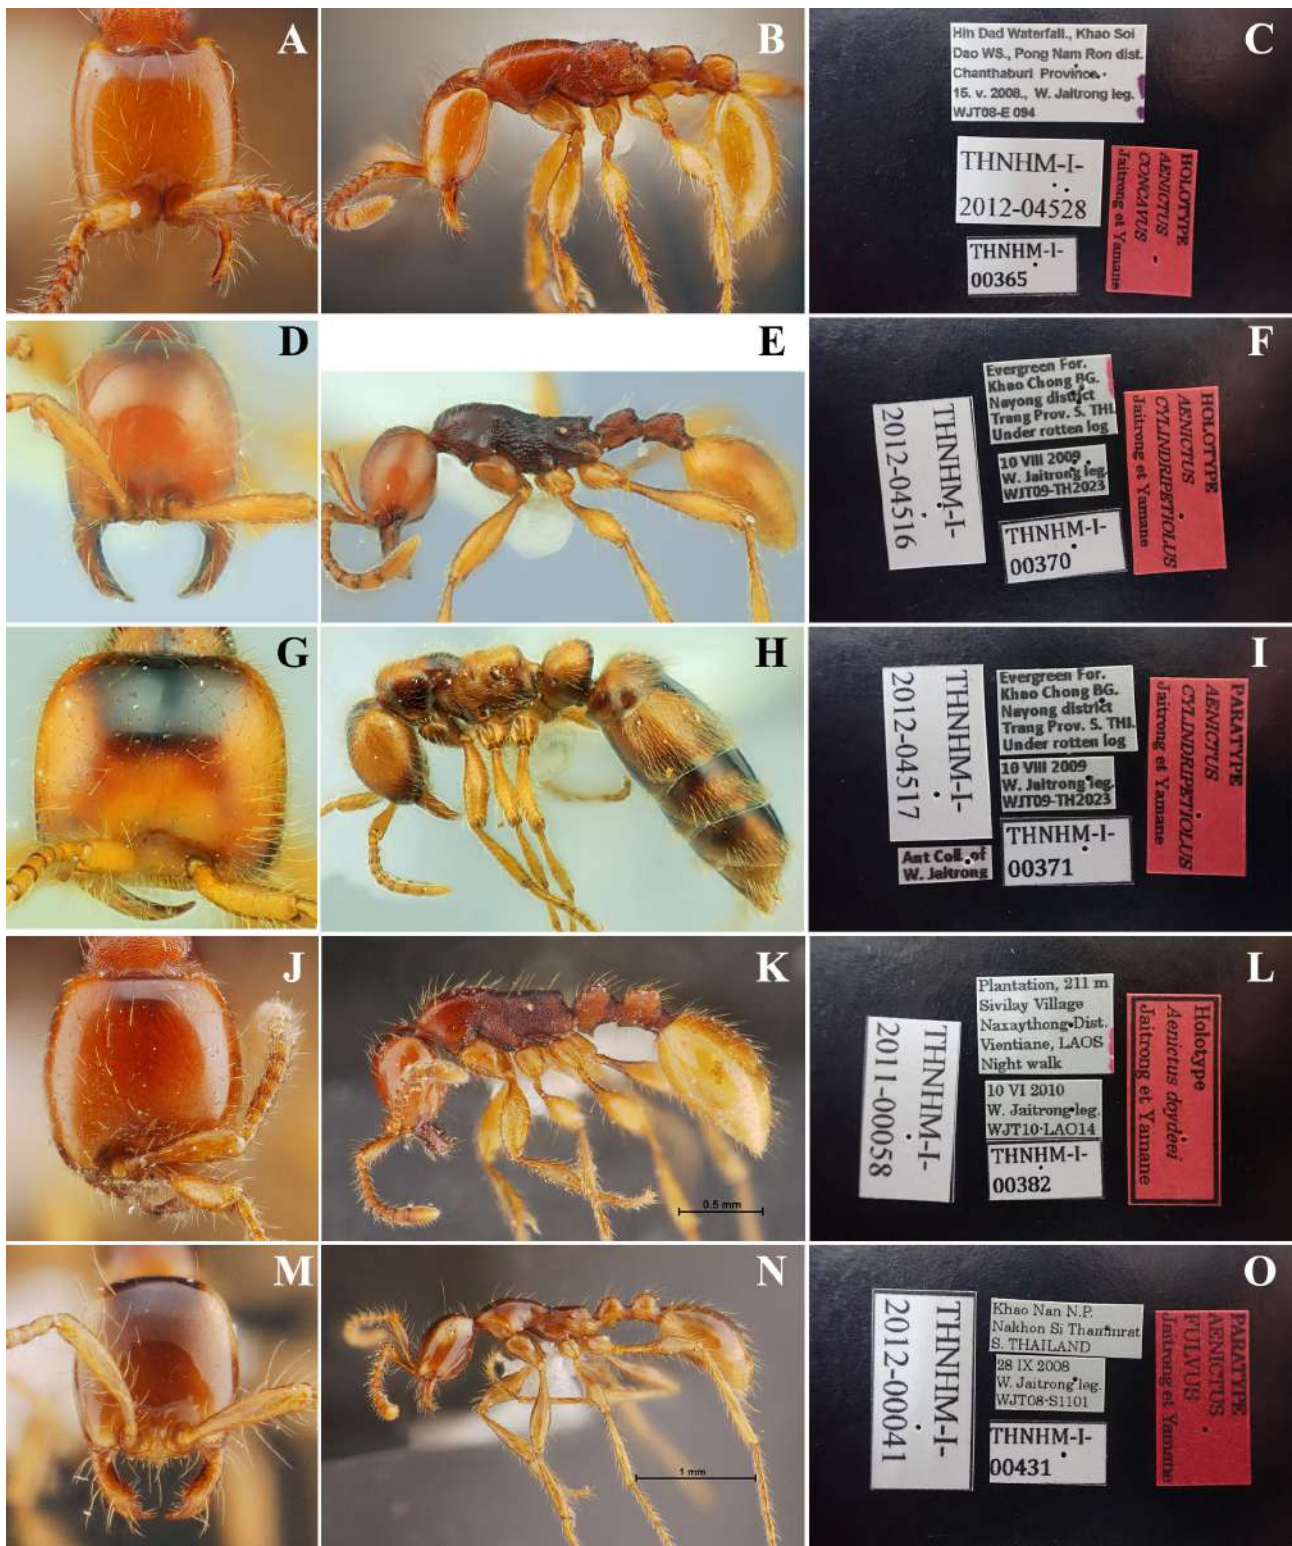 A
B
C
Hin Dad Waterfall., Khao Soi
Dao WS., Pong Nam Ron dist.
Chanthaburi Province.
15. v. 2008., W. Jaitrong leg.
WJT08-E 094
THNHM-I-
2012-04528
THNHM-I-
00365
HOLOTYPE
AENICTUS
CONCAVUS
Jaitrong et Yamane
D
E
F
THNHM-I-
2012-04516
Evergreen For.
Khao Chong BG.
Nayong district
Trang Prov. S. THI.
Under rotten log
10 VIII 2009
W. Jaitrong leg.
WJT09-TH2023
THNHM-I-
00370
HOLOTYPE
AENICTUS
CYLINDRIPETIOLUS
Jaitrong et Yamane
G
H
I
THNHM-I-
2012-04517
Ant Coll. of
W. Jaitrong
Evergreen For.
Khao Chong BG.
Nayong district
Trang Prov. S. THI.
Under rotten log
10 VIII 2009
W. Jaitrong leg.
WJT09-TH2023
THNHM-I-
00371
PARATYPE
AENICTUS
CYLINDRIPETIOLUS
Jaitrong et Yamane
J
K
0.5 mm
L
THNHM-I-
2011-00058
Plantation, 211 m
Sivilay Village
Naxaythong Dist.
Vientiane, LAOS
Night walk
10 VI 2010
W. Jaitrong leg.
WJT10-LAO14
THNHM-I-
00382
Holotype
Aenictus doydeei
Jaitrong et Yamane
M
N
1 mm
O
THNHM-I-
2012-00041
Khao Nan N.P.
Nakhon Si Thammrat
S. THAILAND
28 IX 2008
W. Jaitrong leg.
WJT08-S1101
THNHM-I-
00431
PARATYPE
AENICTUS
FULVUS
Jaitrong et Yamane